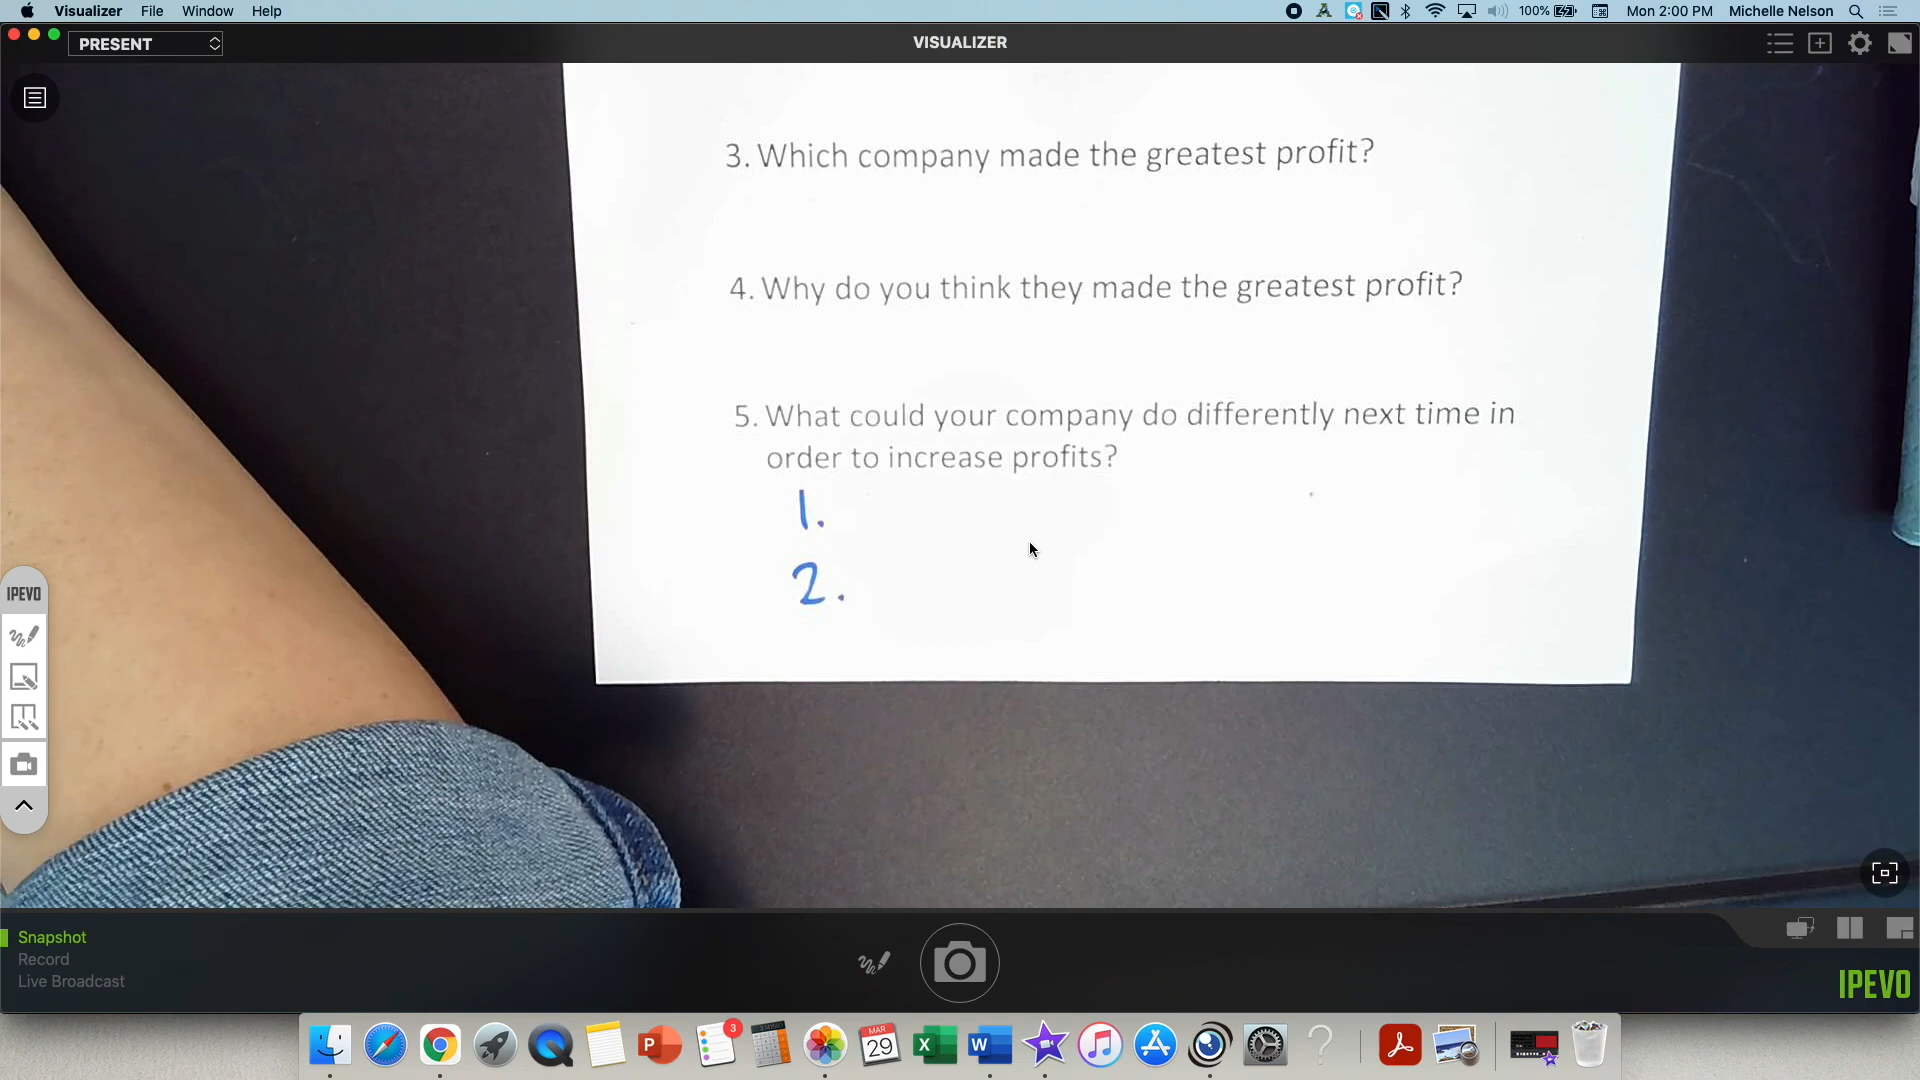 Visualizer File Window Help 100% Mon 2:00 PM Michelle Nelson
PRESENT
VISUALIZER
3. Which company made the greatest profit?
4. Why do you think they made the greatest profit?
5. What could your company do differently next time in
order to increase profits?
1.
2.
IPEVO
Snapshot
Record
Live Broadcast
IPEVO
3
MAR
29
P
X
W